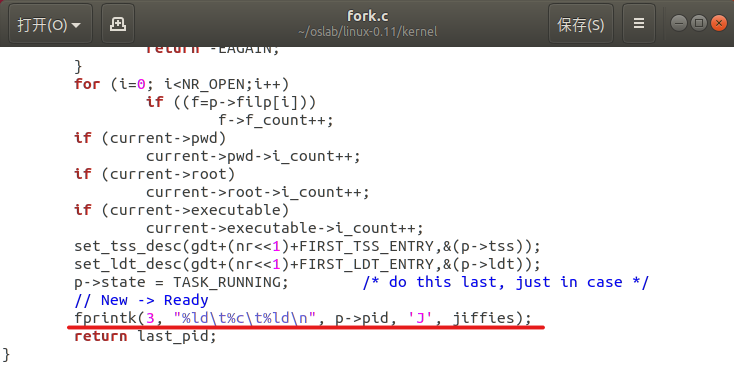 打开(O)
fork.c
~/oslab/linux-0.11/kernel
保存(S)
return -EAGAIN;
}
for (i=0; i<NR_OPEN;i++)
if ((f=p->filp[i]))
f->f_count++;
if (current->pwd)
current->pwd->i_count++;
if (current->root)
current->root->i_count++;
if (current->executable)
current->executable->i_count++;
set_tss_desc(gdt+(nr<<1)+FIRST_TSS_ENTRY,&(p->tss));
set_ldt_desc(gdt+(nr<<1)+FIRST_LDT_ENTRY,&(p->ldt));
p->state = TASK_RUNNING; /* do this last, just in case */
// New -> Ready
fprintk(3, "%ld\t%c\t%ld\n", p->pid, 'J', jiffies);
return last_pid;
}